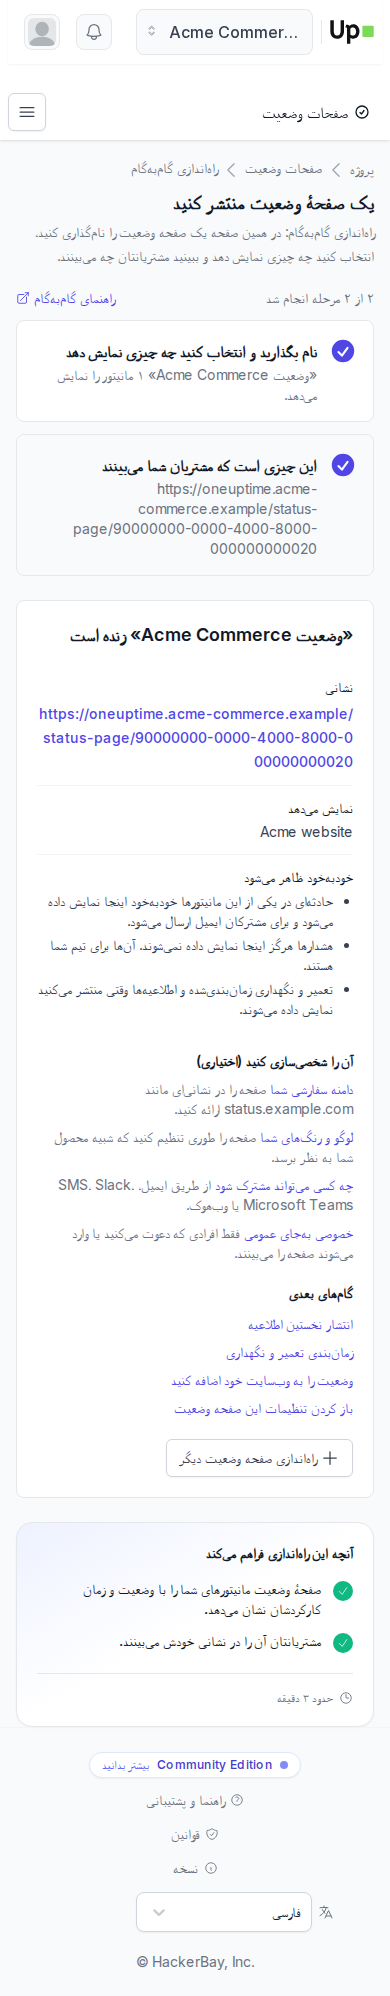 Up
Acme Commer...
صفحات وضعیت
پروژه
صفحات وضعیت
راه‌اندازی گام‌به‌گام
یک صفحهٔ وضعیت منتشر کنید
راه‌اندازی گام‌به‌گام: در همین صفحه یک صفحه وضعیت را نام‌گذاری کنید.
انتخاب کنید چه چیزی نمایش دهد و ببینید مشتریانتان چه می‌بینند.
۲ از ۲ مرحله انجام شد
راهنمای گام‌به‌گام
نام بگذارید و انتخاب کنید چه چیزی نمایش دهد
«وضعیت Acme Commerce» ۱ مانیتور را نمایش
می‌دهد.
این چیزی است که مشتریان شما می‌بینند
https://oneuptime.acme-
commerce.example/status-
page/90000000-0000-4000-8000-
000000000020
«وضعیت Acme Commerce» زنده است
نشانی
https://oneuptime.acme-commerce.example/
status-page/90000000-0000-4000-8000-0
00000000020
نمایش می‌دهد
Acme website
خودبه‌خود ظاهر می‌شود
حادثه‌ای در یکی از این مانیتورها خودبه‌خود اینجا نمایش داده
می‌شود و برای مشترکان ایمیل ارسال می‌شود.
هشدارها هرگز اینجا نمایش داده نمی‌شوند. آن‌ها برای تیم شما
هستند.
تعمیر و نگهداری زمان‌بندی‌شده و اطلاعیه‌ها وقتی منتشر می‌کنید
نمایش داده می‌شوند.
آن را شخصی‌سازی کنید (اختیاری)
دامنه سفارشی شما صفحه را در نشانی‌ای مانند
status.example.com ارائه کنید.
لوگو و رنگ‌های شما صفحه را طوری تنظیم کنید که شبیه محصول
شما به نظر برسد.
چه کسی می‌تواند مشترک شود از طریق ایمیل، SMS، Slack،
Microsoft Teams یا وب‌هوک.
خصوصی به‌جای عمومی فقط افرادی که دعوت می‌کنید یا وارد
می‌شوند صفحه را می‌بینند.
گام‌های بعدی
انتشار نخستین اطلاعیه
زمان‌بندی تعمیر و نگهداری
وضعیت را به وب‌سایت خود اضافه کنید
باز کردن تنظیمات این صفحه وضعیت
راه‌اندازی صفحه وضعیت دیگر
آنچه این راه‌اندازی فراهم می‌کند
صفحهٔ وضعیت مانیتورهای شما را با وضعیت و زمان
کارکردشان نشان می‌دهد.
مشتریانتان آن را در نشانی خودش می‌بینند.
حدود ۳ دقیقه
Community Edition بیشتر بدانید
راهنما و پشتیبانی
قوانین
نسخه
فارسی
© HackerBay, Inc.